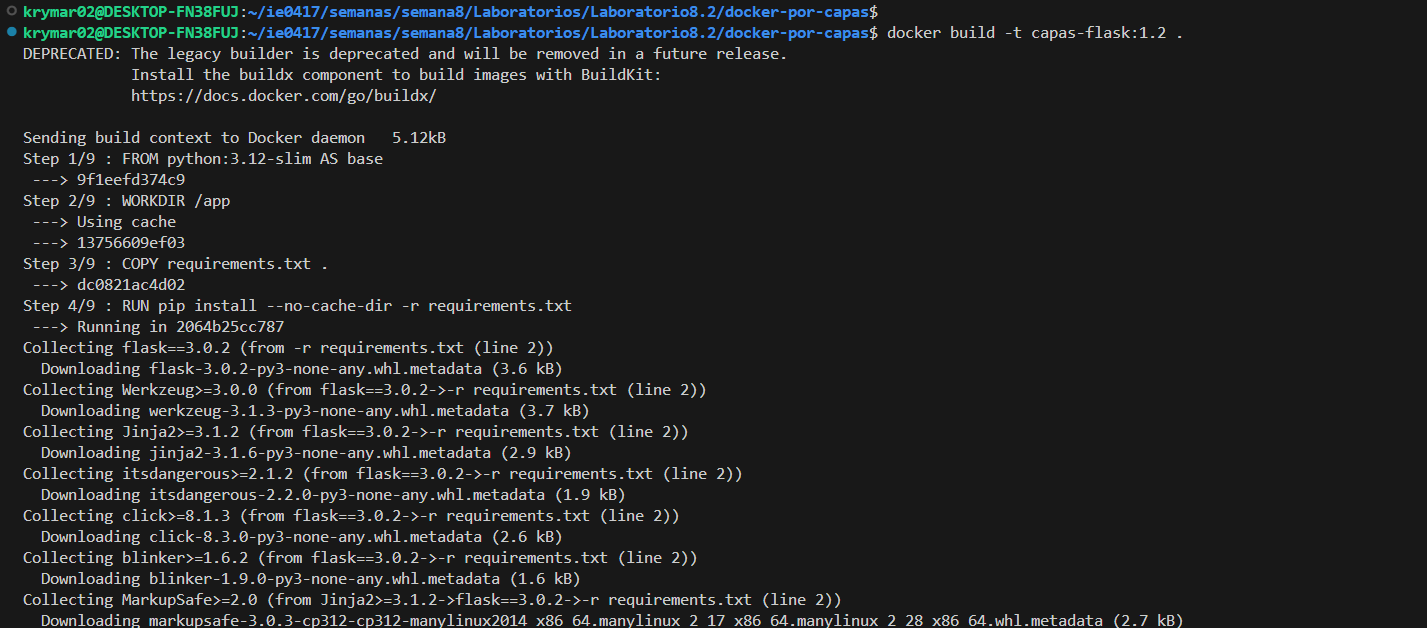 krymar02@DESKTOP-FN38FUJ:~/ie0417/semanas/semana8/Laboratorios/Laboratorio8.2/docker-por-capas$
krymar02@DESKTOP-FN38FUJ:~/ie0417/semanas/semana8/Laboratorios/Laboratorio8.2/docker-por-capas$ docker build -t capas-flask:1.2 .
DEPRECATED: The legacy builder is deprecated and will be removed in a future release.
            Install the buildx component to build images with BuildKit:
            https://docs.docker.com/go/buildx/

Sending build context to Docker daemon   5.12kB
Step 1/9 : FROM python:3.12-slim AS base
 ---> 9f1eefd374c9
Step 2/9 : WORKDIR /app
 ---> Using cache
 ---> 13756609ef03
Step 3/9 : COPY requirements.txt .
 ---> dc0821ac4d02
Step 4/9 : RUN pip install --no-cache-dir -r requirements.txt
 ---> Running in 2064b25cc787
Collecting flask==3.0.2 (from -r requirements.txt (line 2))
  Downloading flask-3.0.2-py3-none-any.whl.metadata (3.6 kB)
Collecting Werkzeug>=3.0.0 (from flask==3.0.2->-r requirements.txt (line 2))
  Downloading werkzeug-3.1.3-py3-none-any.whl.metadata (3.7 kB)
Collecting Jinja2>=3.1.2 (from flask==3.0.2->-r requirements.txt (line 2))
  Downloading jinja2-3.1.6-py3-none-any.whl.metadata (2.9 kB)
Collecting itsdangerous>=2.1.2 (from flask==3.0.2->-r requirements.txt (line 2))
  Downloading itsdangerous-2.2.0-py3-none-any.whl.metadata (1.9 kB)
Collecting click>=8.1.3 (from flask==3.0.2->-r requirements.txt (line 2))
  Downloading click-8.3.0-py3-none-any.whl.metadata (2.6 kB)
Collecting blinker>=1.6.2 (from flask==3.0.2->-r requirements.txt (line 2))
  Downloading blinker-1.9.0-py3-none-any.whl.metadata (1.6 kB)
Collecting MarkupSafe>=2.0 (from Jinja2>=3.1.2->flask==3.0.2->-r requirements.txt (line 2))
  Downloading markupsafe-3.0.3-cp312-cp312-manylinux2014_x86_64.manylinux_2_17_x86_64.manylinux_2_28_x86_64.whl.metadata (2.7 kB)